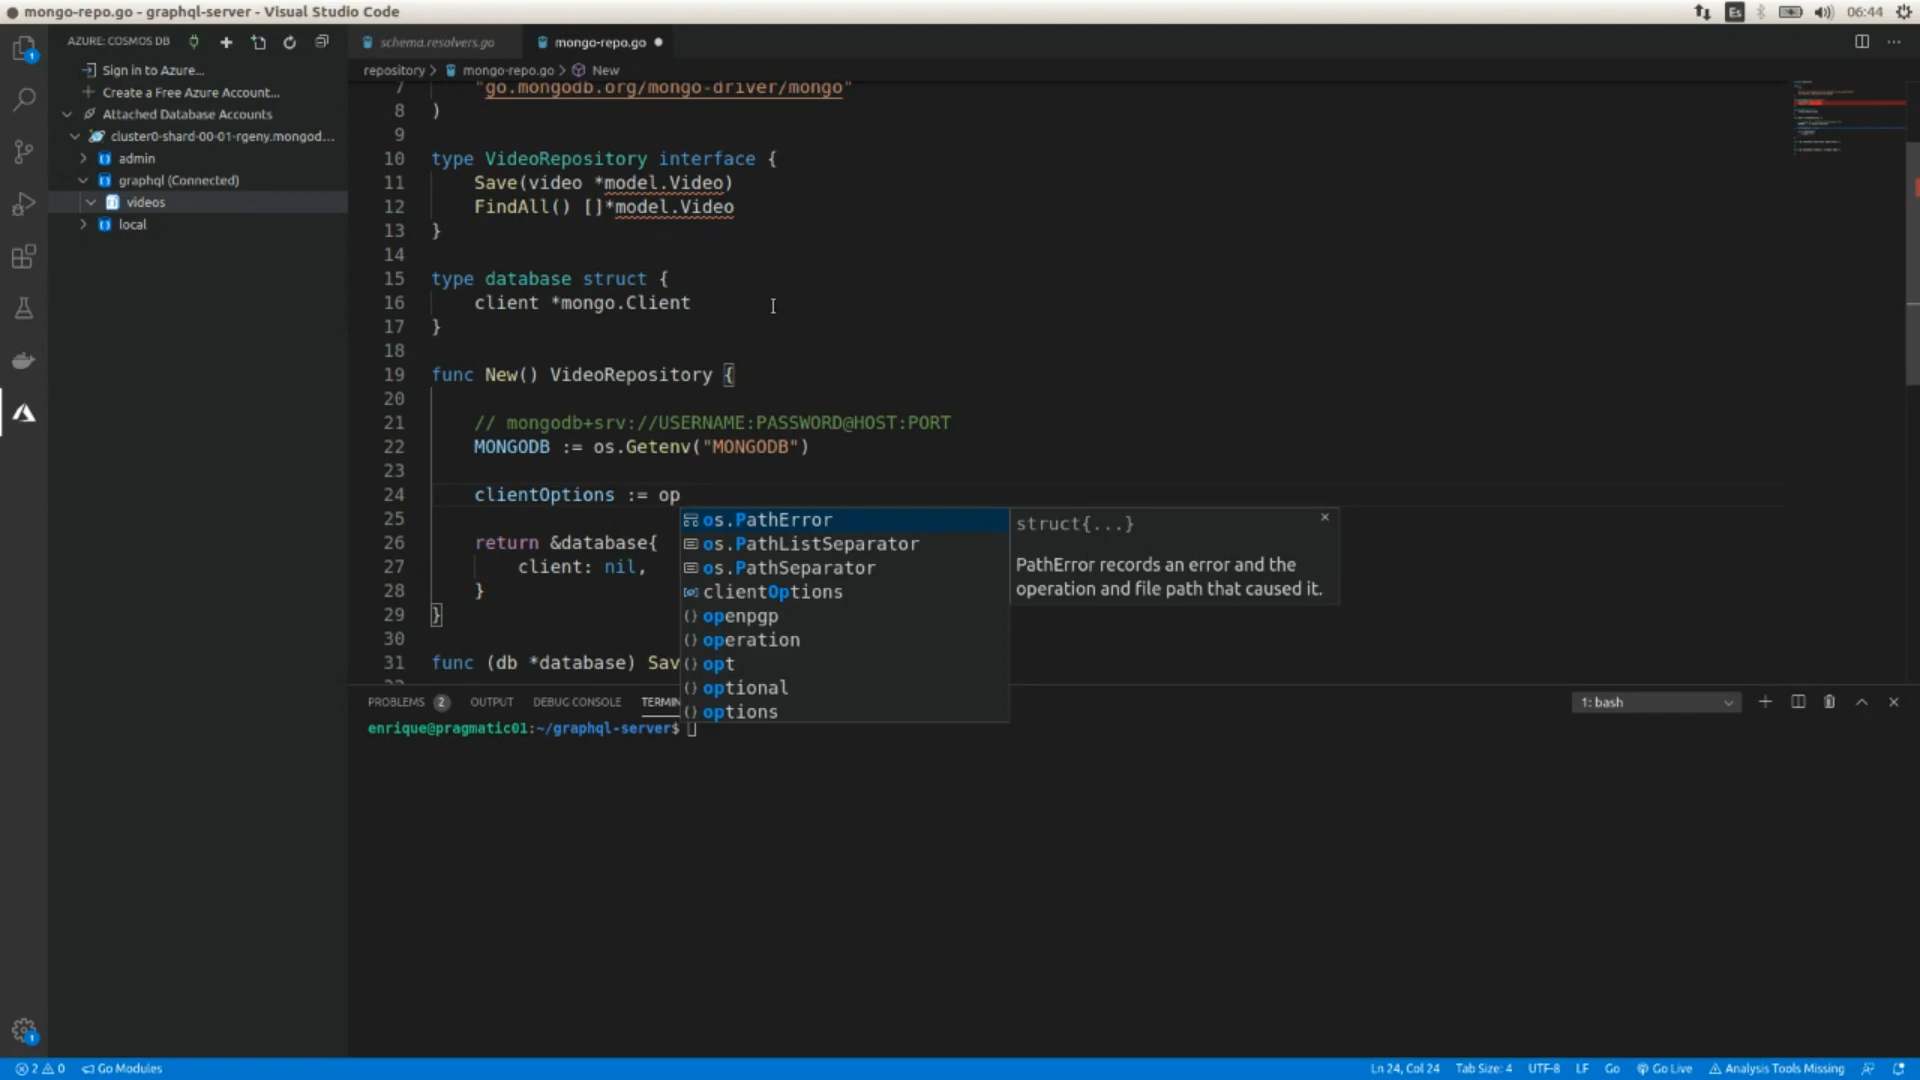 mongo-repo.go - graphql-server - Visual Studio Code
Es
06:44
AZURE: COSMOS DB
schema.resolvers.go
mongo-repo.go
1
Sign in to Azure...
Create a Free Azure Account...
Attached Database Accounts
cluster0-shard-00-01-rgeny.mongod...
admin
graphql (Connected)
videos
local
repository > mongo-repo.go > New
7 "go.mongodb.org/mongo-driver/mongo"
8 )
9
10 type VideoRepository interface {
11 Save(video *model.Video)
12 FindAll() []*model.Video
13 }
14
15 type database struct {
16 client *mongo.Client
17 }
18
19 func New() VideoRepository {
20
21 // mongodb+srv://USERNAME:PASSWORD@HOST:PORT
22 MONGODB := os.Getenv("MONGODB")
23
24 clientOptions := op
25
26 return &database{
27 client: nil,
28 }
29 }
30
31 func (db *database) Sav
os.PathError
os.PathListSeparator
os.PathSeparator
clientOptions
openpgp
operation
opt
optional
options
struct{...}
PathError records an error and the
operation and file path that caused it.
PROBLEMS 2 OUTPUT DEBUG CONSOLE TERMIN
1: bash
enrique@pragmatic01:~/graphql-server$
1
2 0 Go Modules
Ln 24, Col 24 Tab Size: 4 UTF-8 LF Go Go Live Analysis Tools Missing